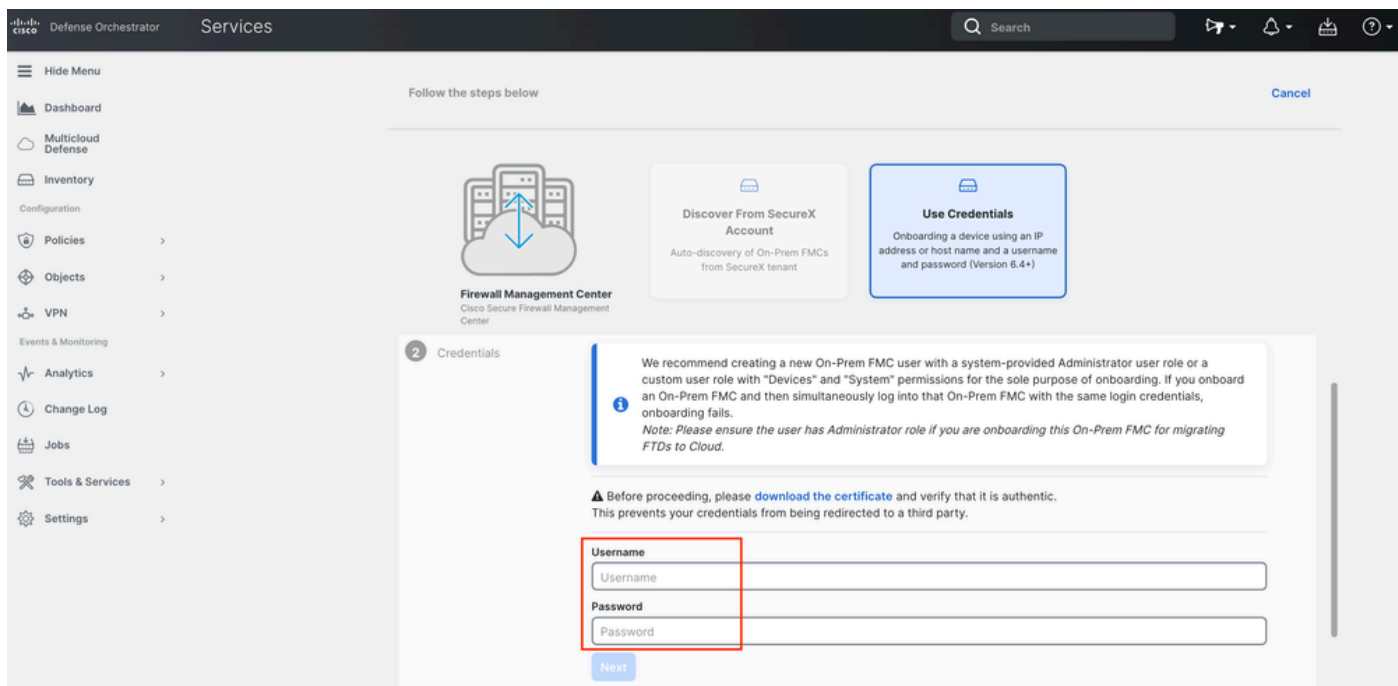 cisco Defense Orchestrator Services Search
Hide Menu
Dashboard
Multicloud
Defense
Inventory
Configuration
Policies
Objects
VPN
Events & Monitoring
Analytics
Change Log
Jobs
Tools & Services
Settings
Follow the steps below Cancel
Firewall Management Center
Cisco Secure Firewall Management
Center
Discover From SecureX
Account
Auto-discovery of On-Prem FMCs
from SecureX tenant
Use Credentials
Onboarding a device using an IP
address or host name and a username
and password (Version 6.4+)
2 Credentials
We recommend creating a new On-Prem FMC user with a system-provided Administrator user role or a
custom user role with "Devices" and "System" permissions for the sole purpose of onboarding. If you onboard
an On-Prem FMC and then simultaneously log into that On-Prem FMC with the same login credentials,
onboarding fails.
Note: Please ensure the user has Administrator role if you are onboarding this On-Prem FMC for migrating
FTDs to Cloud.
Before proceeding, please download the certificate and verify that it is authentic.
This prevents your credentials from being redirected to a third party.
Username
Username
Password
Password
Next